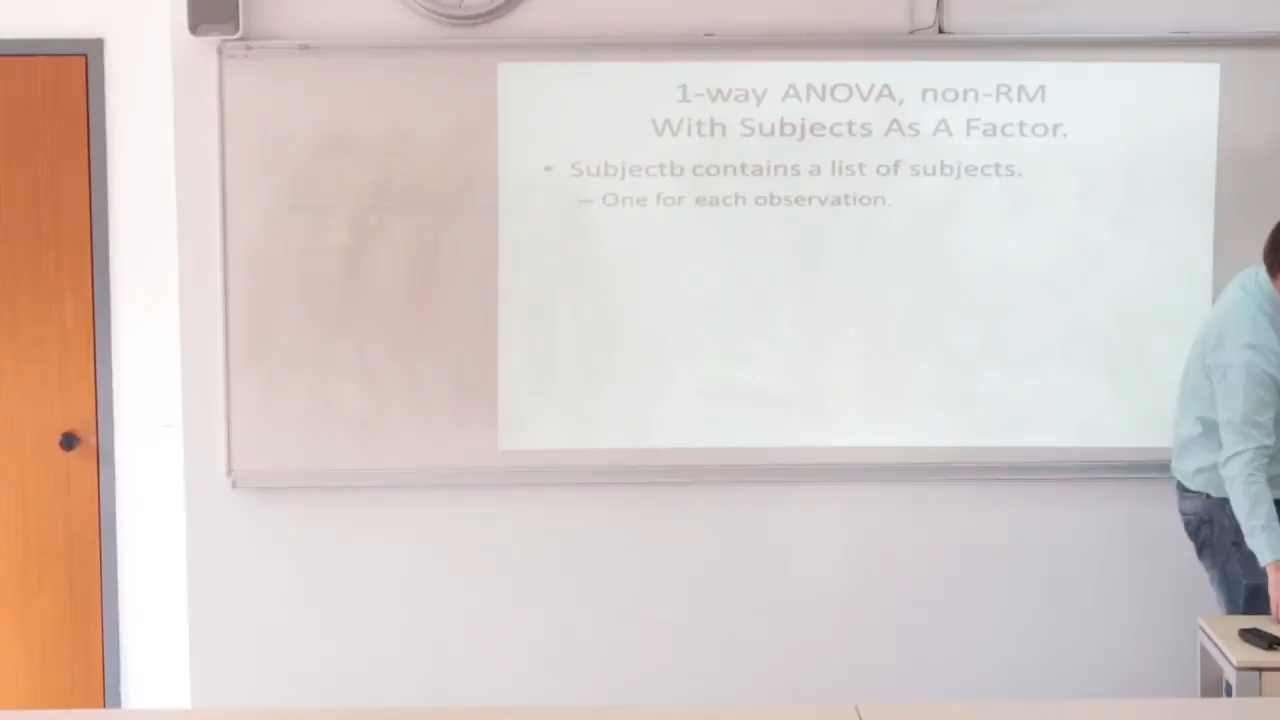 1-way ANOVA, non-RM
With Subjects As A Factor.
• Subjectb contains a list of subjects.
– One for each observation.